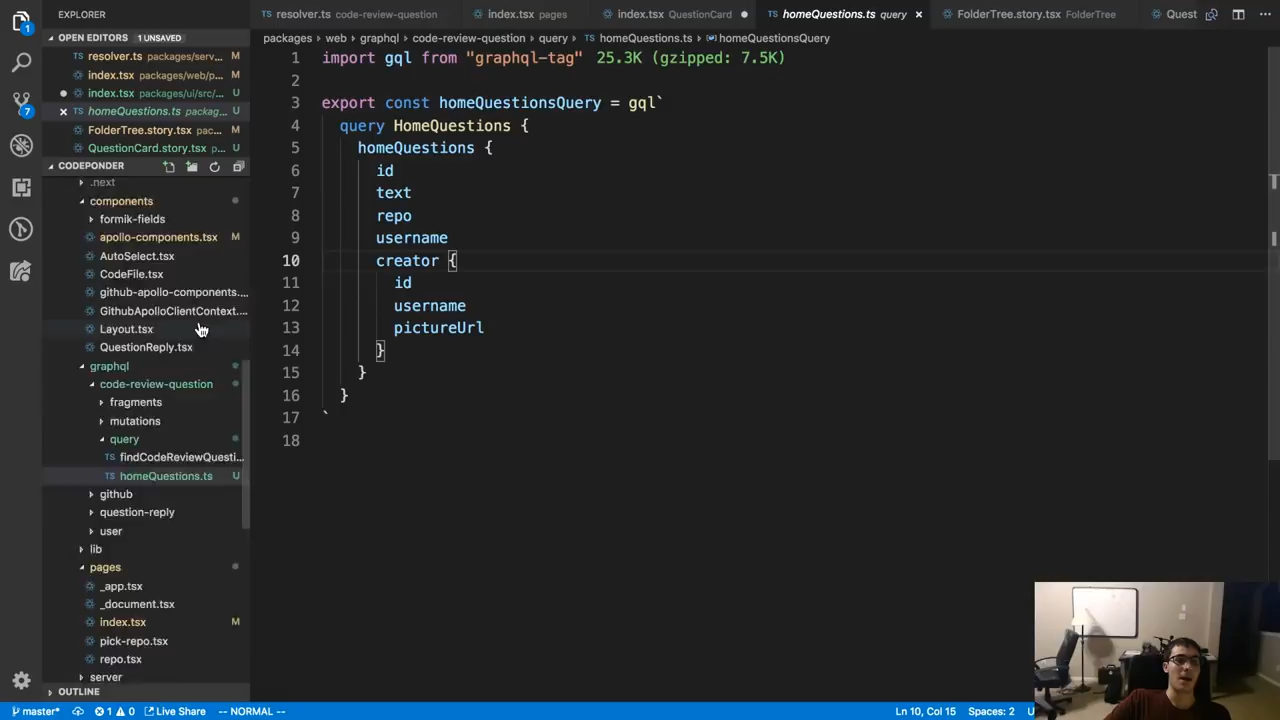 EXPLORER
OPEN EDITORS 1 UNSAVED
resolver.ts packages/serv... M
index.tsx packages/web/p... M
index.tsx packages/ui/src/... U
homeQuestions.ts packag... U
FolderTree.story.tsx pac... M
QuestionCard.story.tsx p... U
CODEPONDER
.next
components
formik-fields
apollo-components.tsx M
AutoSelect.tsx
CodeFile.tsx
github-apollo-components....
GithubApolloClientContext....
Layout.tsx
QuestionReply.tsx
graphql
code-review-question
fragments
mutations
query
findCodeReviewQuesti...
homeQuestions.ts U
github
question-reply
user
lib
pages
_app.tsx
_document.tsx
index.tsx M
pick-repo.tsx
repo.tsx
server
OUTLINE
1
7
resolver.ts code-review-question
index.tsx pages
index.tsx QuestionCard
homeQuestions.ts query
FolderTree.story.tsx FolderTree
Quest
packages web graphql code-review-question query homeQuestions.ts homeQuestionsQuery
1 import gql from "graphql-tag" 25.3K (gzipped: 7.5K)
2
3 export const homeQuestionsQuery = gql`
4 query HomeQuestions {
5 homeQuestions {
6 id
7 text
8 repo
9 username
10 creator {
11 id
12 username
13 pictureUrl
14 }
15 }
16 }
17 `
18
master* 1 0 Live Share -- NORMAL -- Ln 10, Col 15 Spaces: 2